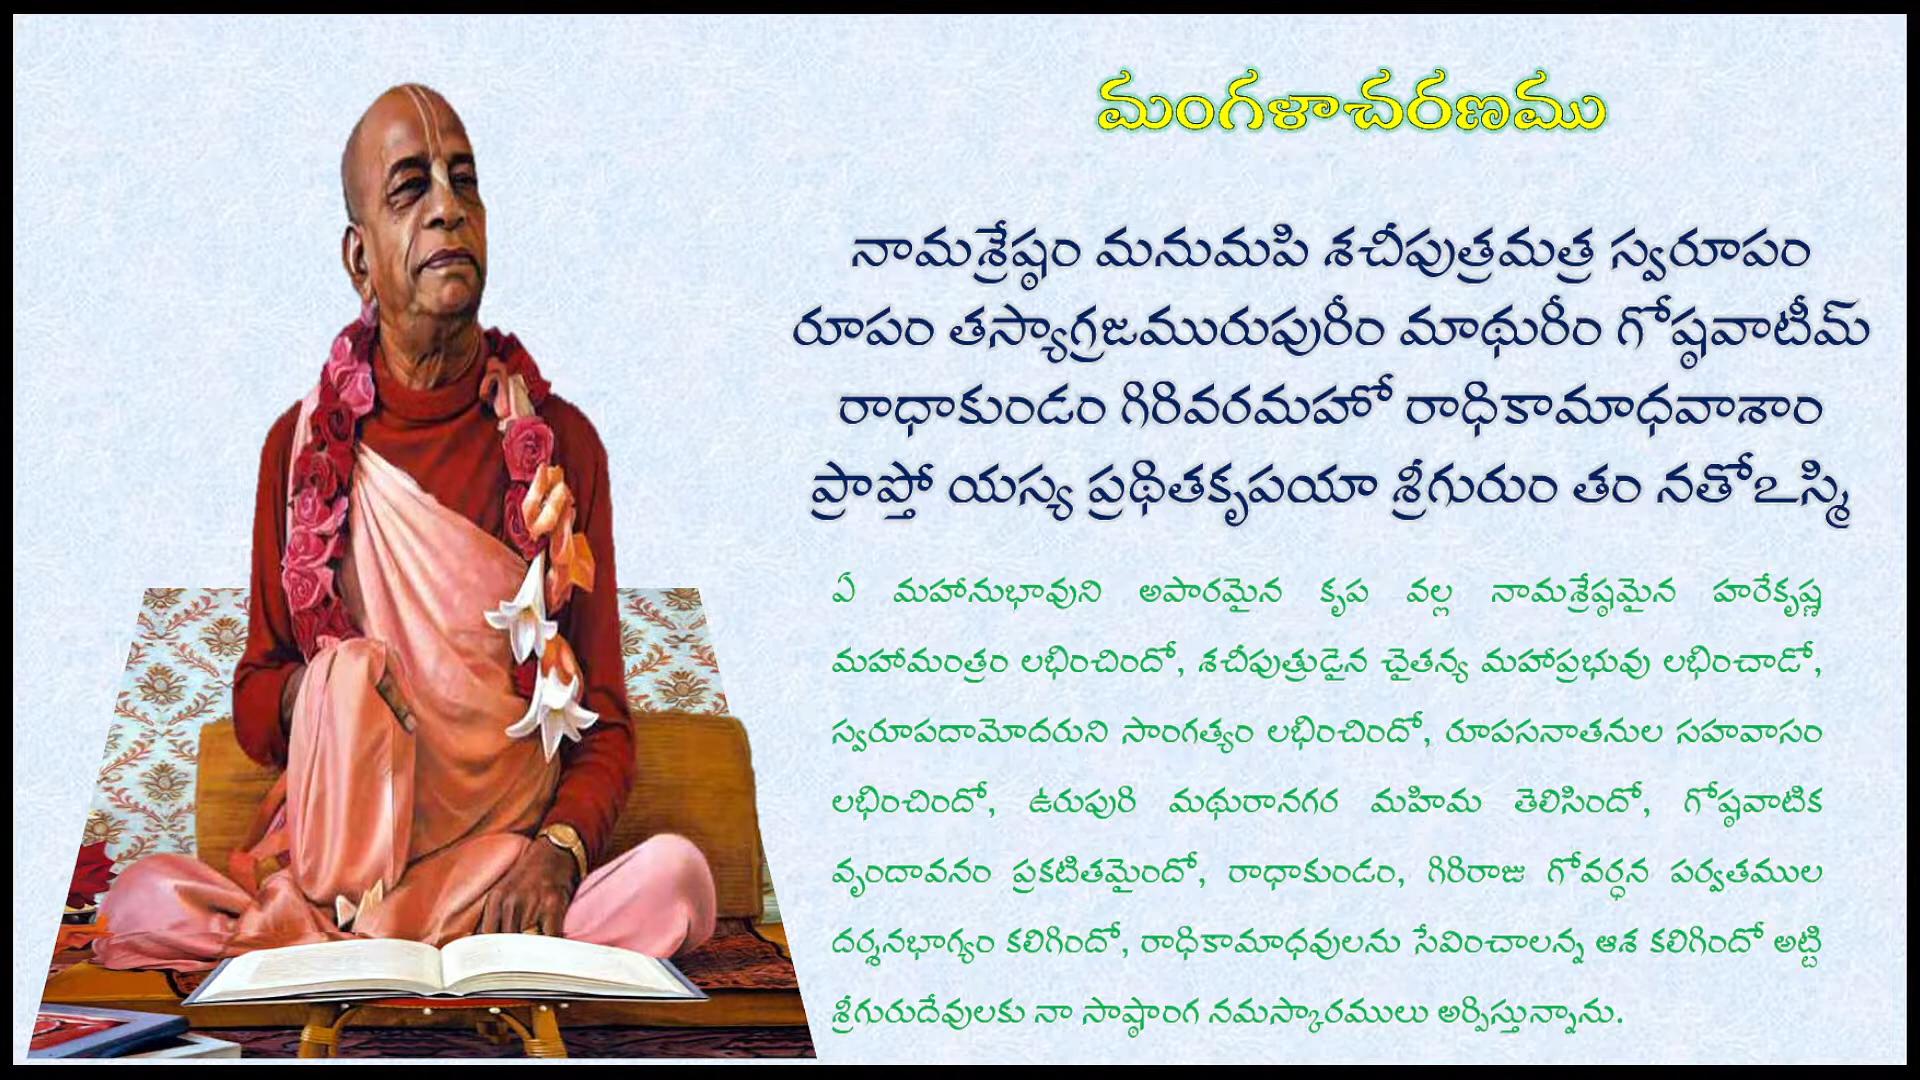 మంగళాచరణము
నామశ్రేష్ఠం మనుమపి శచీపుత్రమత్ర స్వరూపం
రూపం తస్యాగ్రజమురుపురీం మాథురీం గోష్ఠవాటీమ్
రాధాకుండం గిరివరమహో రాధికామాధవాశాం
ప్రాప్తో యస్య ప్రథితకృపయా శ్రీగురుం తం నతోఽస్మి
ఏ మహానుభావుని అపారమైన కృప వల్ల నామశ్రేష్ఠమైన హరేకృష్ణ
మహామంత్రం లభించిందో, శచీపుత్రుడైన చైతన్య మహాప్రభువు లభించాడో,
స్వరూపదామోదరుని సాంగత్యం లభించిందో, రూపసనాతనుల సహవాసం
లభించిందో, ఉరుపురి మథురానగర మహిమ తెలిసిందో, గోష్ఠవాటిక
వృందావనం ప్రకటితమైందో, రాధాకుండం, గిరిరాజు గోవర్ధన పర్వతముల
దర్శనభాగ్యం కలిగిందో, రాధికామాధవులను సేవించాలన్న ఆశ కలిగిందో అట్టి
శ్రీగురుదేవులకు నా సాష్ఠాంగ నమస్కారములు అర్పిస్తున్నాను.